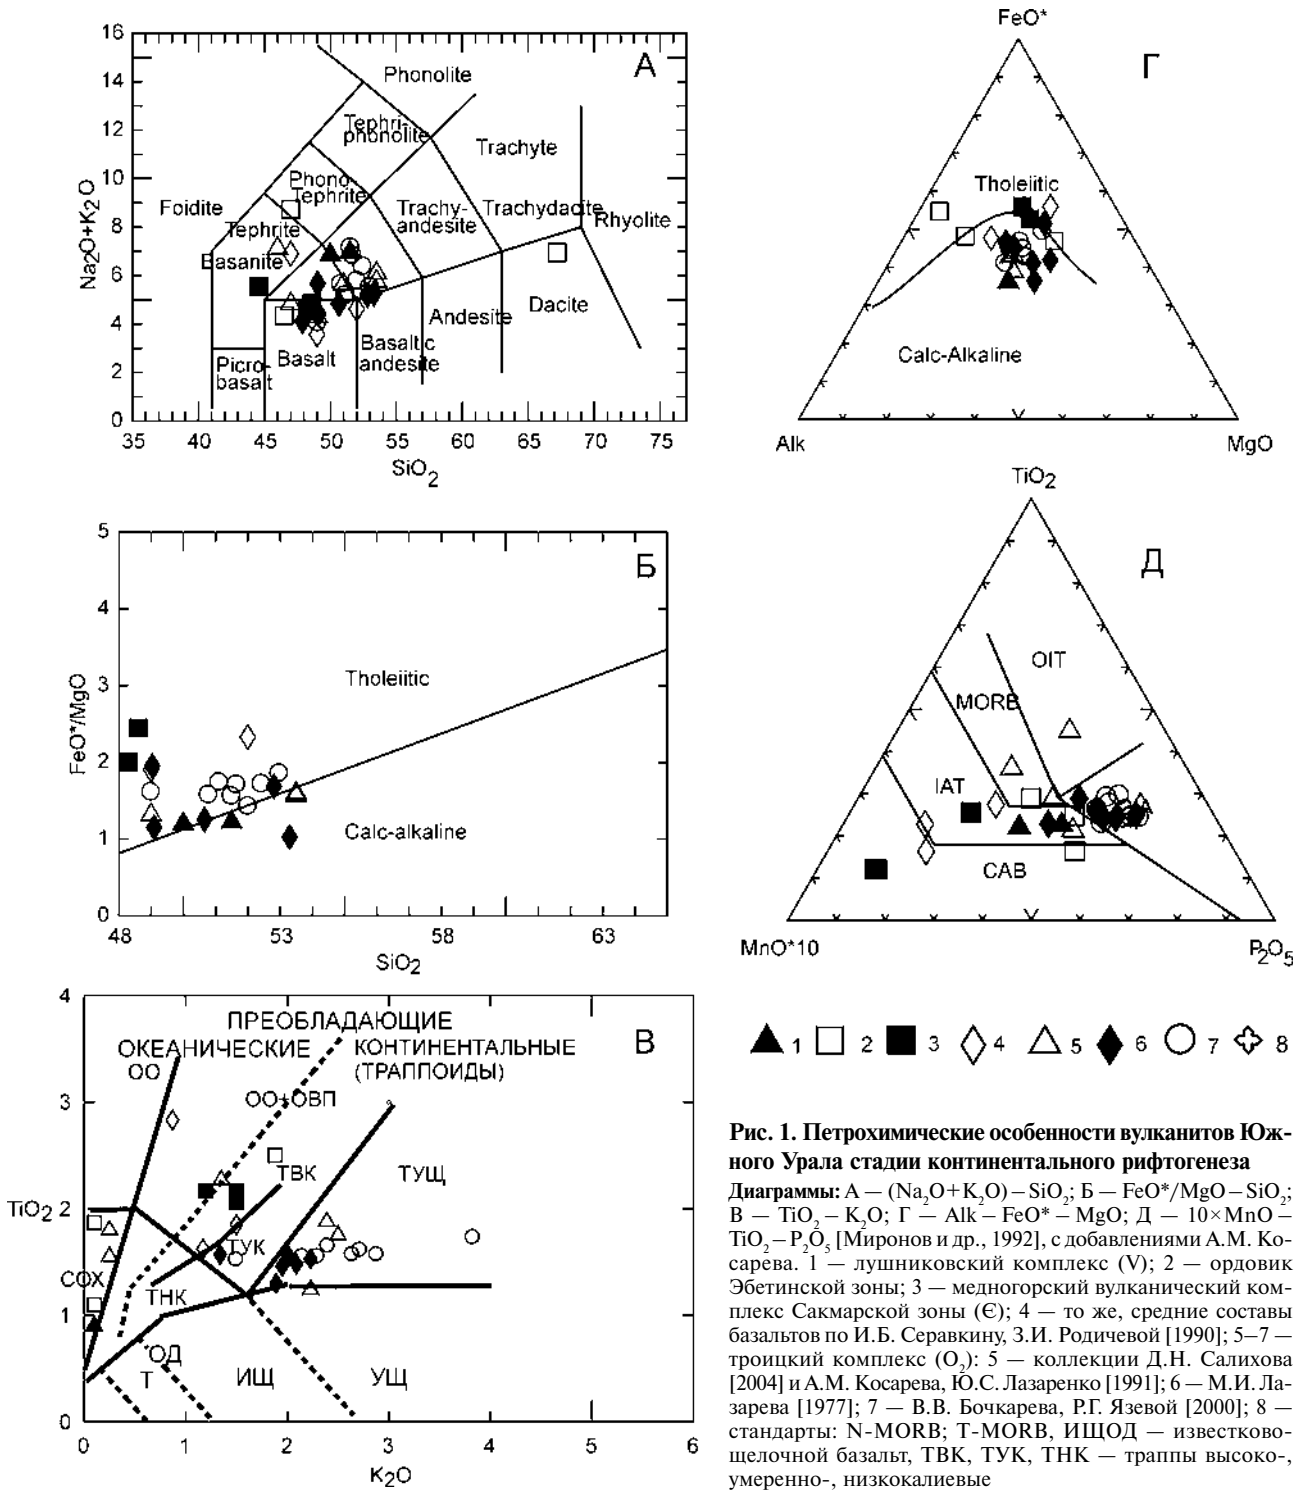 A
16
14
12
10
8
6
4
2
0
Na2O+K2O
Phonolite
Tephri-
phonolite
Trachyte
Phono-
Tephrite
Foidite
Trachy-
andesite
Trachydacite
Rhyolite
Tephrite
Basanite
Dacite
Andesite
Basaltic
andesite
Basalt
Picro-
basalt
35 40 45 50 55 60 65 70 75
SiO2
Г
FeO*
Tholeiitic
Calc-Alkaline
Alk
MgO
Б
5
4
3
2
1
0
FeO*/MgO
Tholeiitic
Calc-alkaline
48 53 58 63
SiO2
Д
TiO2
OIT
MORB
IAT
CAB
MnO*10
P2O5
В
4
3
TiO2 2
1
0
ПРЕОБЛАДАЮЩИЕ
ОКЕАНИЧЕСКИЕ
КОНТИНЕНТАЛЬНЫЕ
(ТРАППОИДЫ)
ОО
ОО+ОВП
ТВК
ТУЩ
ТУК
СОХ
ТНК
ОД
Т
ИЩ
УЩ
0 1 2 3 4 5 6
K2O
1 2 3 4 5 6 7 8
Рис. 1. Петрохимические особенности вулканитов Юж-
ного Урала стадии континентального рифтогенеза
Диаграммы: А — (Na2O+K2O) – SiO2; Б — FeO*/MgO – SiO2;
В — TiO2 – K2O; Г — Alk – FeO* – MgO; Д — 10×MnO –
TiO2 – P2O5 [Миронов и др., 1992], с добавлениями А.М. Ко-
сарева. 1 — лушниковский комплекс (V); 2 — ордовик
Эбетинской зоны; 3 — медногорский вулканический ком-
плекс Сакмарской зоны (Є); 4 — то же, средние составы
базальтов по И.Б. Серавкину, З.И. Родичевой [1990]; 5–7 —
троицкий комплекс (O2): 5 — коллекции Д.Н. Салихова
[2004] и А.М. Косарева, Ю.С. Лазаренко [1991]; 6 — М.И. Ла-
зарева [1977]; 7 — В.В. Бочкарева, Р.Г. Язевой [2000]; 8 —
стандарты: N-MORB; T-MORB, ИЩОД — известково-
щелочной базальт, ТВК, ТУК, ТНК — траппы высоко-,
умеренно-, низкокалиевые